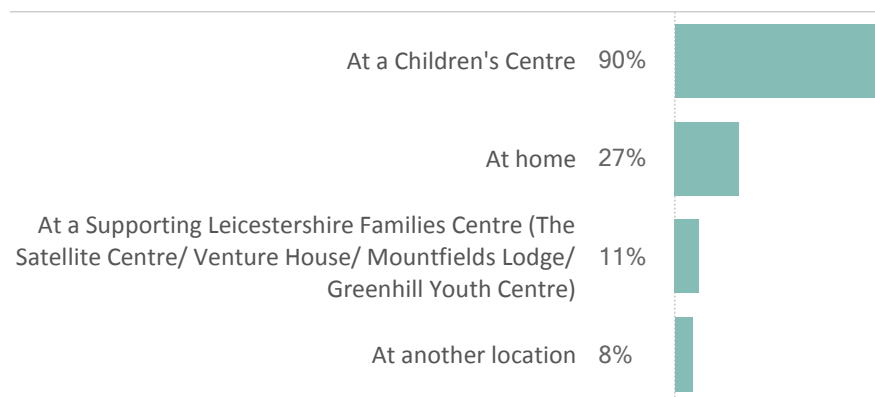 At a Children's Centre 90%
At home 27%
At a Supporting Leicestershire Families Centre (The
Satellite Centre/ Venture House/ Mountfields Lodge/ 11%
Greenhill Youth Centre)
At another location 8%